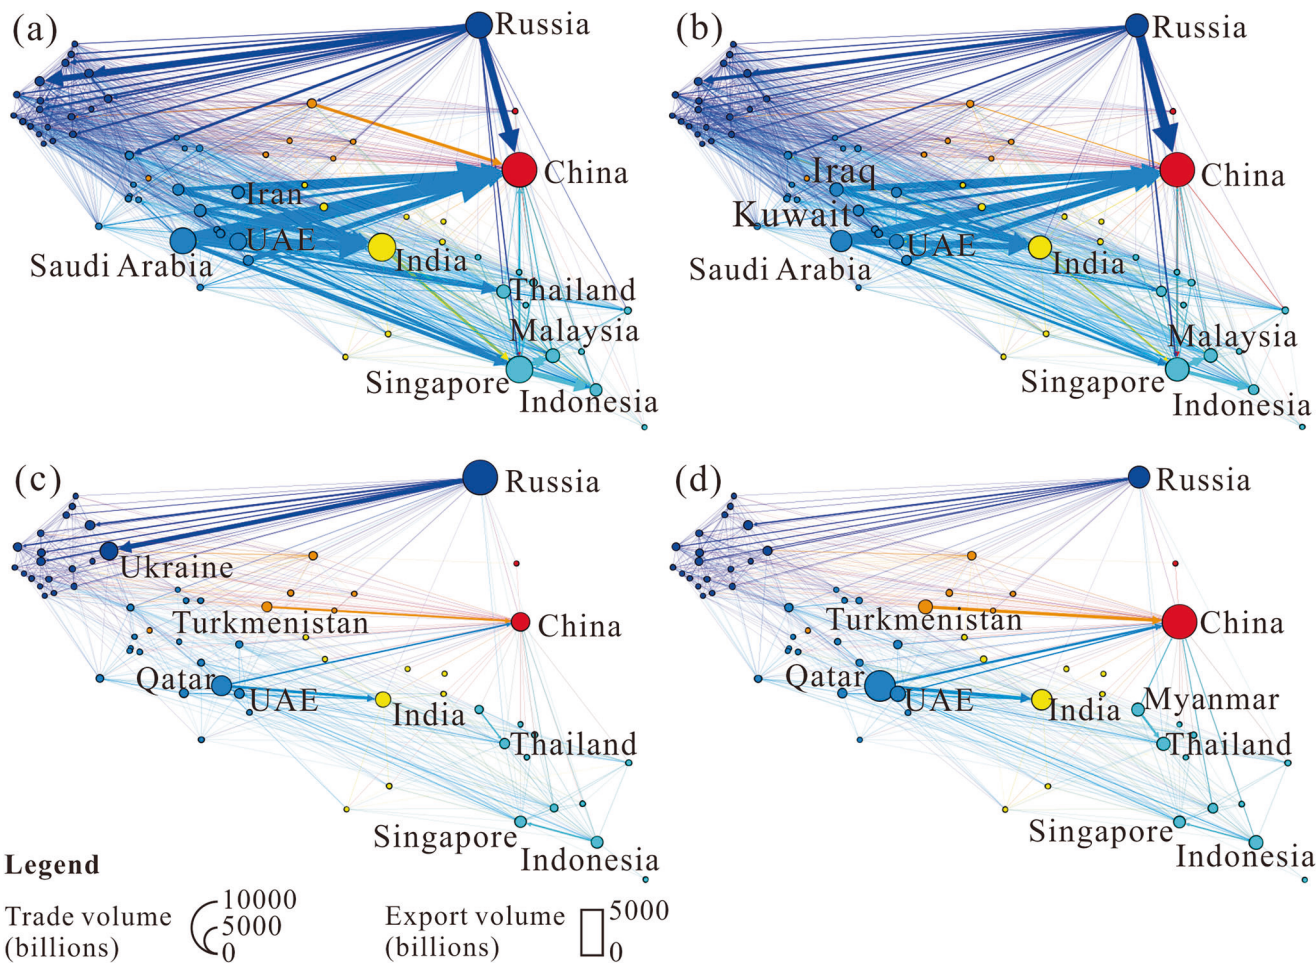 (a)
Russia
China
Iran
UAE
Saudi Arabia
India
Thailand
Malaysia
Singapore
Indonesia
(b)
Russia
Iraq
China
Kuwait
UAE
Saudi Arabia
India
Malaysia
Singapore
Indonesia
(c)
Russia
Ukraine
Turkmenistan
China
Qatar
UAE
India
Thailand
Singapore
Indonesia
(d)
Russia
Turkmenistan
China
Qatar
UAE
India
Myanmar
Thailand
Singapore
Indonesia
Legend
Trade volume
(billions)
10000
5000
0
Export volume
(billions)
5000
0